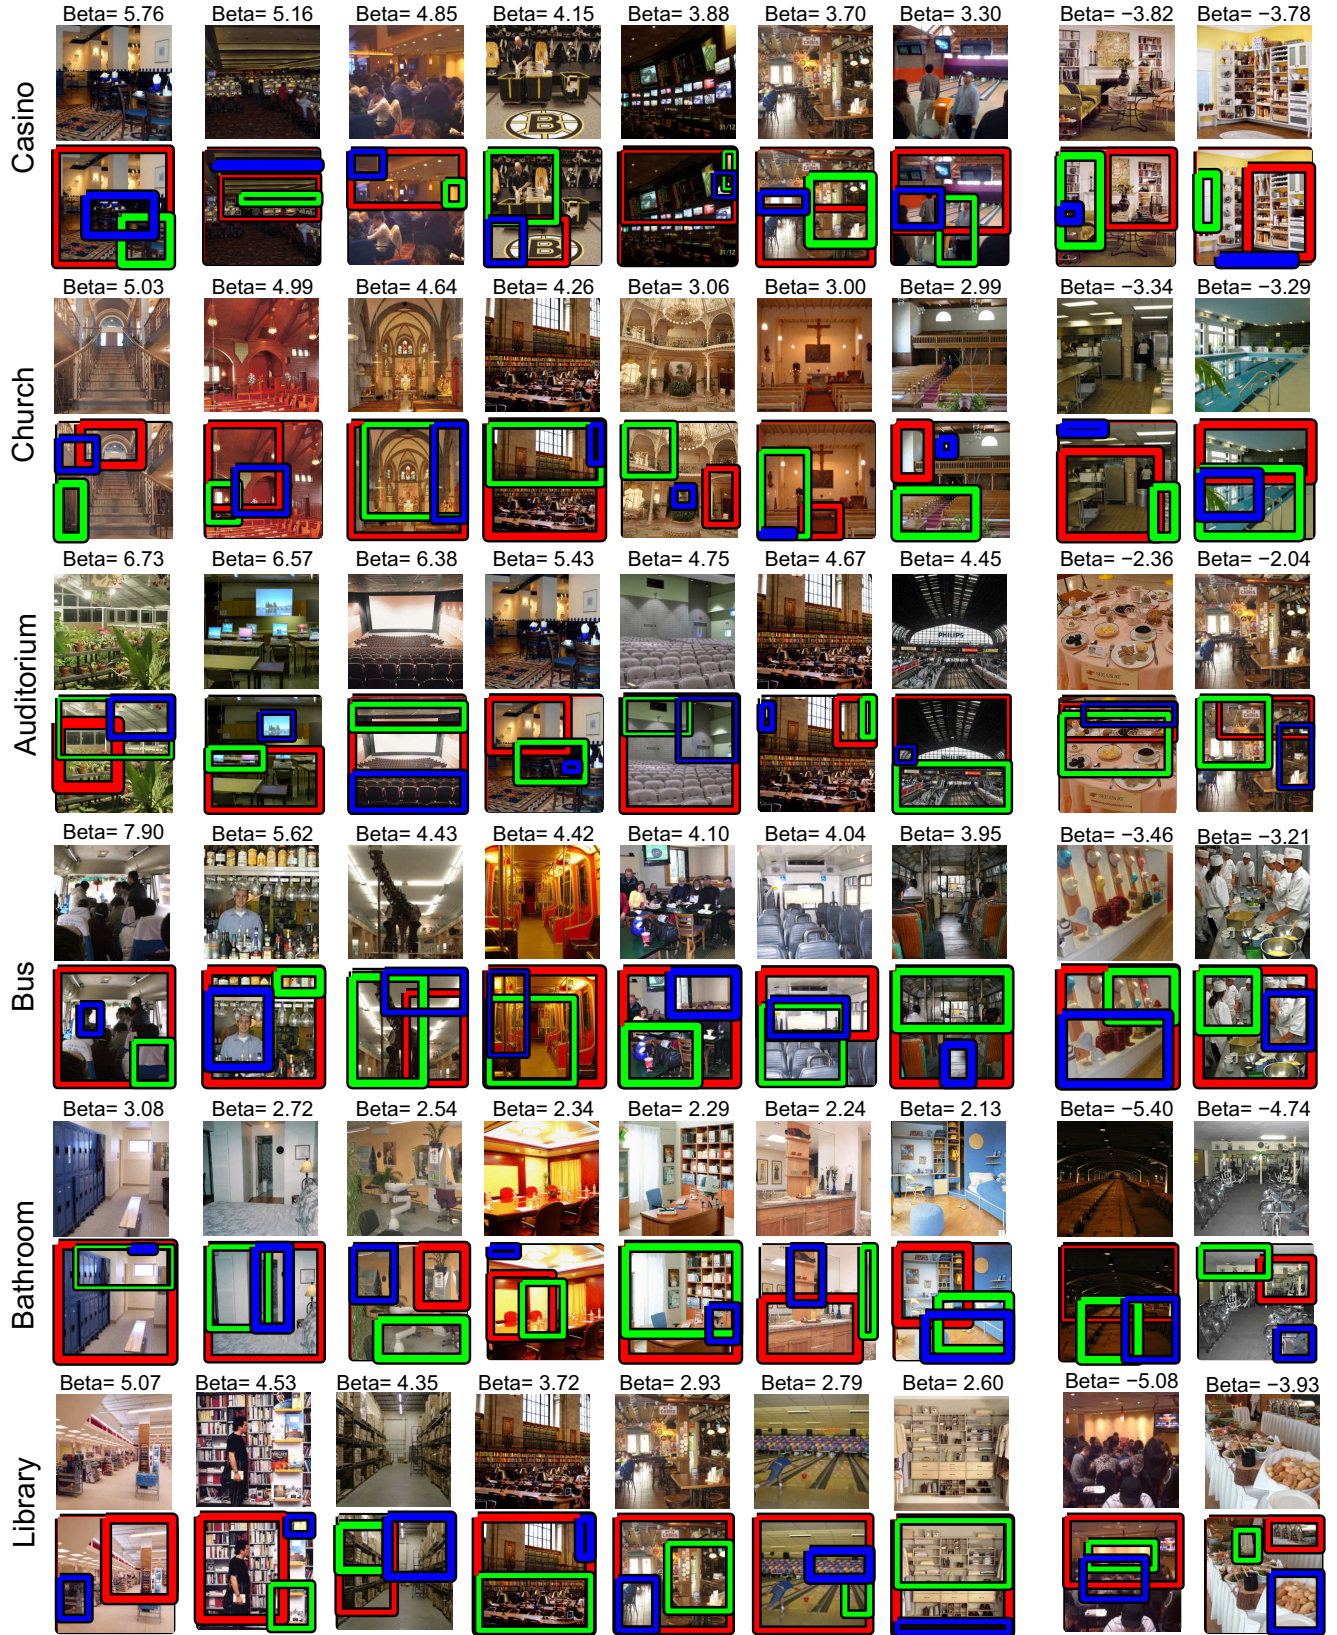 Casino
Beta= 5.76 Beta= 5.16 Beta= 4.85 Beta= 4.15 Beta= 3.88 Beta= 3.70 Beta= 3.30 Beta= −3.82 Beta= −3.78
B
31/12
B
31/12
Church
Beta= 5.03 Beta= 4.99 Beta= 4.64 Beta= 4.26 Beta= 3.06 Beta= 3.00 Beta= 2.99 Beta= −3.34 Beta= −3.29
Auditorium
Beta= 6.73 Beta= 6.57 Beta= 6.38 Beta= 5.43 Beta= 4.75 Beta= 4.67 Beta= 4.45 Beta= −2.36 Beta= −2.04
PHILIPS
PHILIPS
Bus
Beta= 7.90 Beta= 5.62 Beta= 4.43 Beta= 4.42 Beta= 4.10 Beta= 4.04 Beta= 3.95 Beta= −3.46 Beta= −3.21
Bathroom
Beta= 3.08 Beta= 2.72 Beta= 2.54 Beta= 2.34 Beta= 2.29 Beta= 2.24 Beta= 2.13 Beta= −5.40 Beta= −4.74
Library
Beta= 5.07 Beta= 4.53 Beta= 4.35 Beta= 3.72 Beta= 2.93 Beta= 2.79 Beta= 2.60 Beta= −5.08 Beta= −3.93